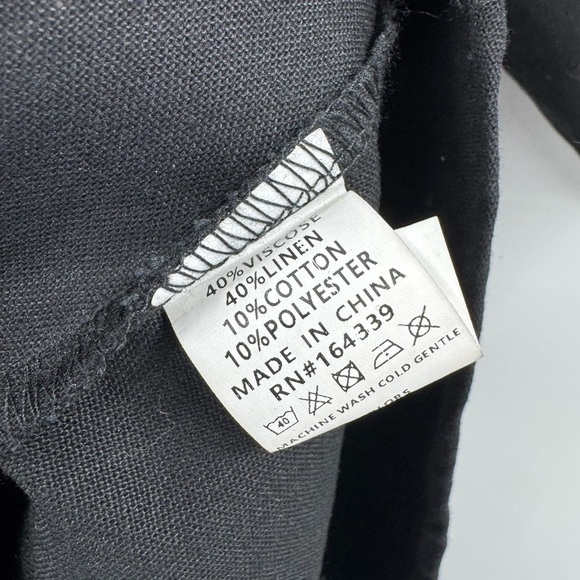 40%VISCOSE
40%LINEN
10%COTTON
10%POLYESTER
MADE IN CHINA
RN#164339
40
MACHINE WASH COLD GENTLE